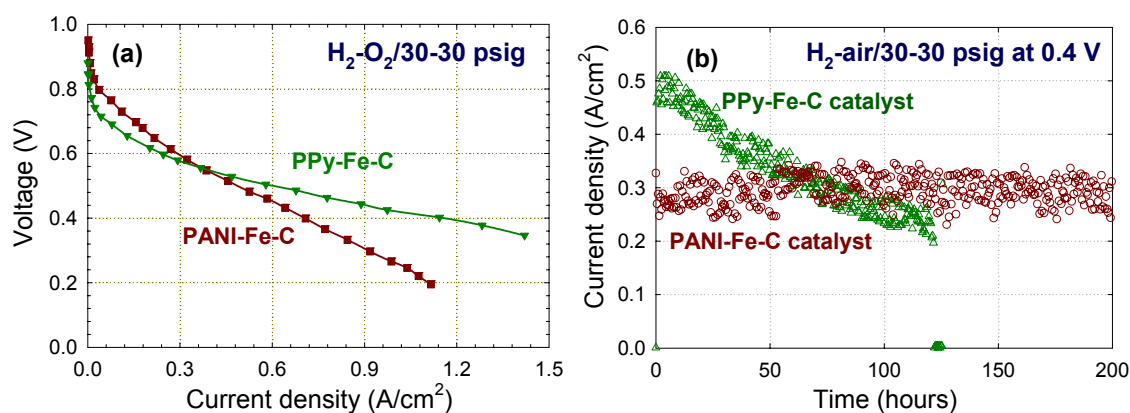 (a)
H₂-O₂/30-30 psig
PPy-Fe-C
PANI-Fe-C
Voltage (V)
1.0
0.8
0.6
0.4
0.2
0.0
0.0 0.3 0.6 0.9 1.2 1.5
Current density (A/cm²)
(b)
H₂-air/30-30 psig at 0.4 V
PPy-Fe-C catalyst
PANI-Fe-C catalyst
Current density (A/cm²)
0.6
0.5
0.4
0.3
0.2
0.1
0.0
0 50 100 150 200
Time (hours)